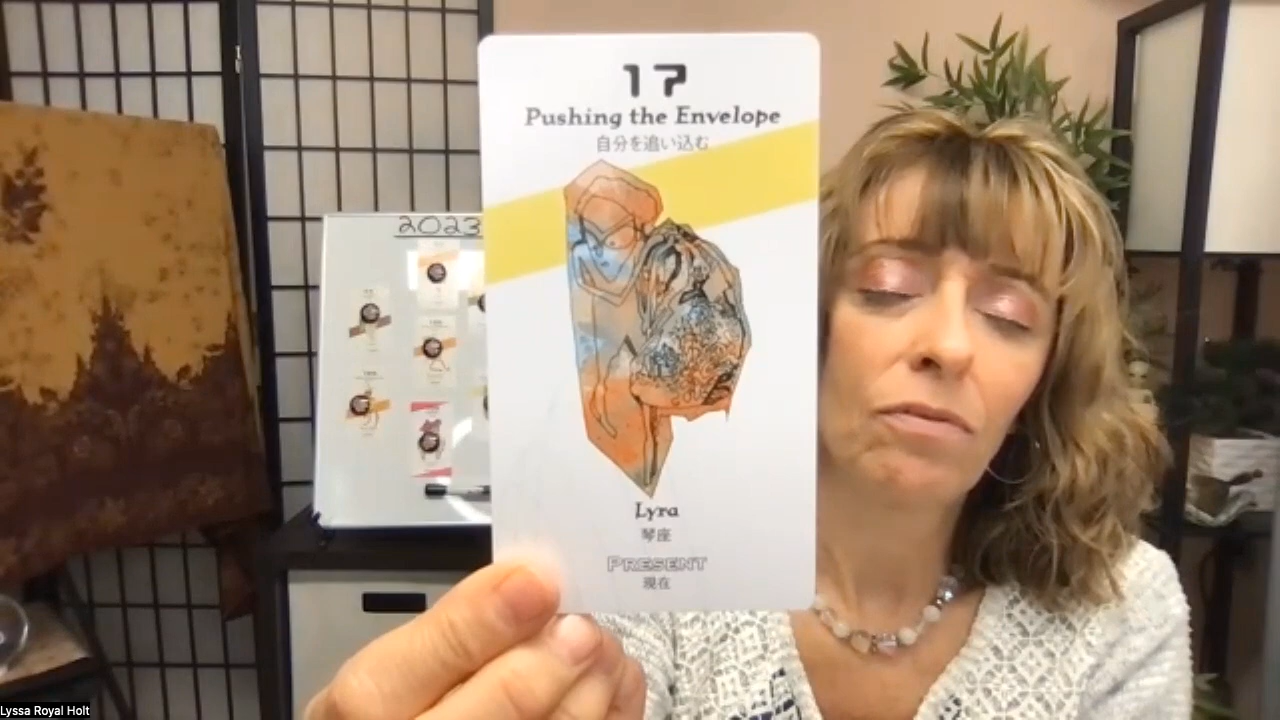 17
Pushing the Envelope
自分を追い込む
2023
Lyra
琴座
PRESENT
現在
Lyssa Royal Holt